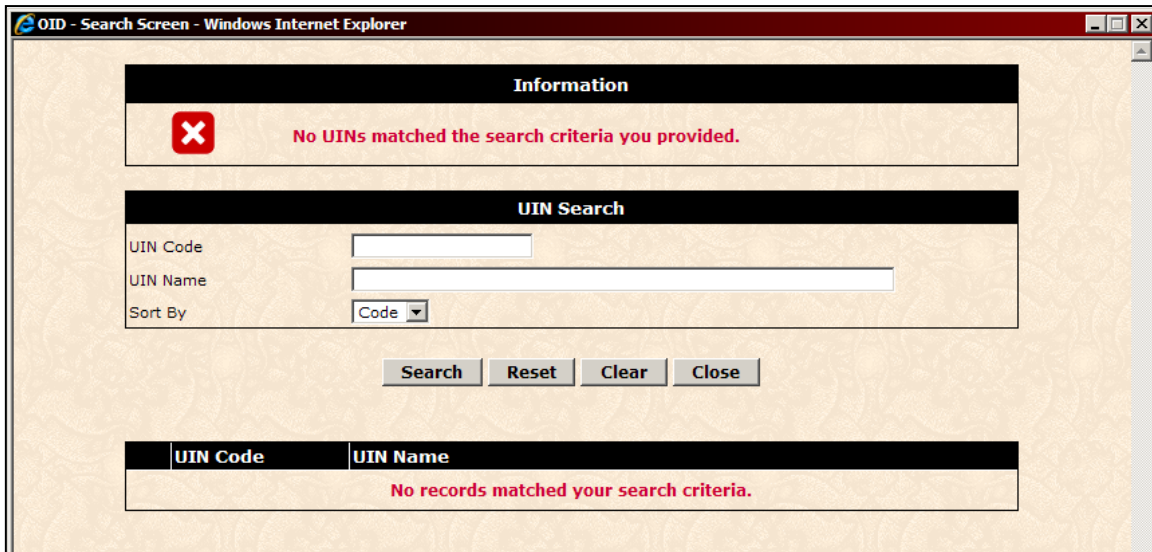 OID - Search Screen - Windows Internet Explorer
Information
No UINs matched the search criteria you provided.
UIN Search
UIN Code
UIN Name
Sort By Code
Search Reset Clear Close
UIN Code UIN Name
No records matched your search criteria.